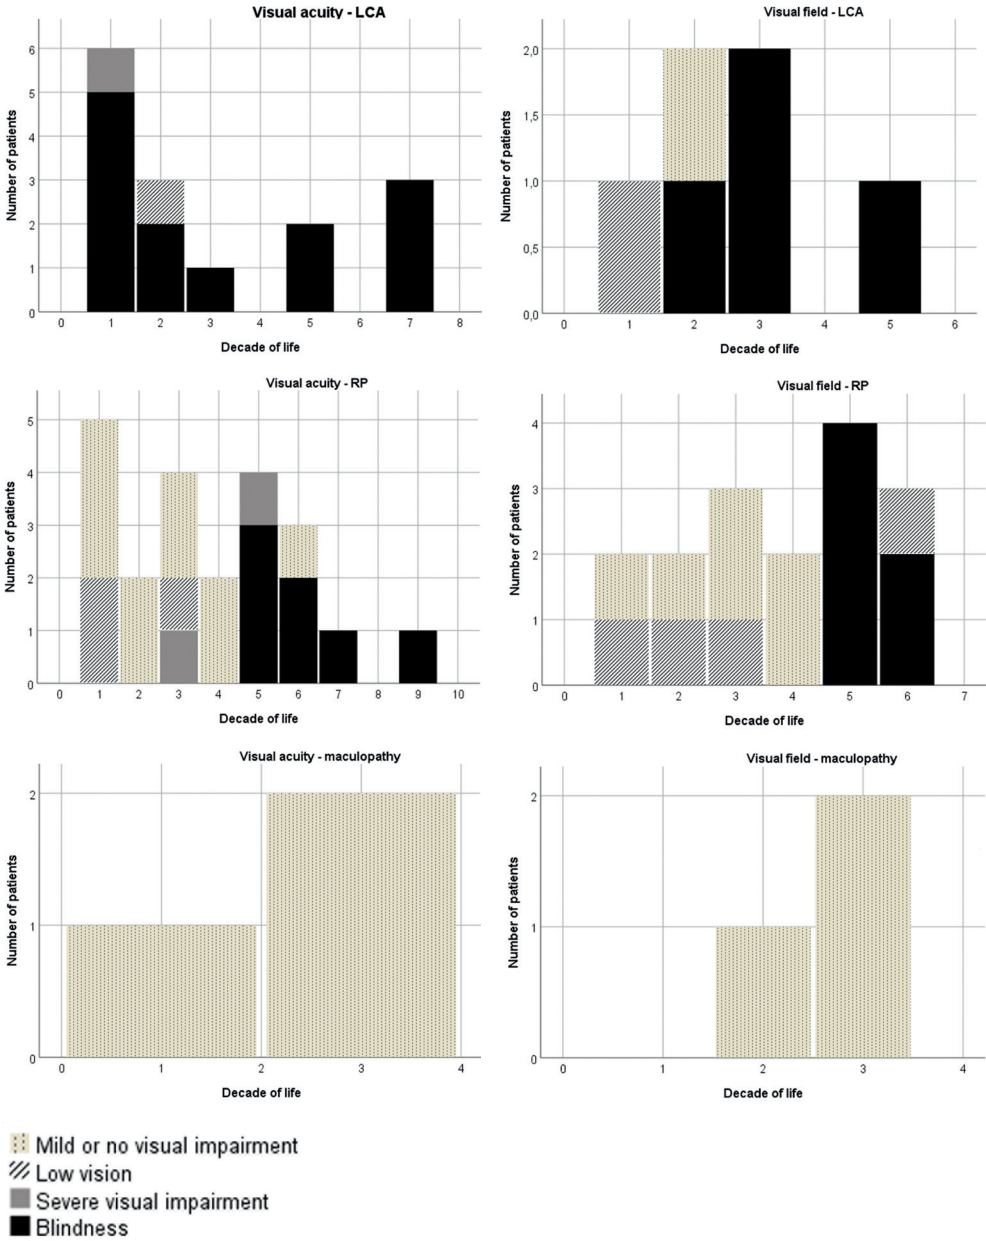 Visual acuity - LCA
Number of patients
6
5
4
3
2
1
0
0 1 2 3 4 5 6 7 8
Decade of life
Visual field - LCA
Number of patients
2,0
1,5
1,0
0,5
0,0
0 1 2 3 4 5 6
Decade of life
Visual acuity - RP
Number of patients
5
4
3
2
1
0
0 1 2 3 4 5 6 7 8 9 10
Decade of life
Visual field - RP
Number of patients
4
3
2
1
0
0 1 2 3 4 5 6 7
Decade of life
Visual acuity - maculopathy
Number of patients
2
1
0
0 1 2 3 4
Decade of life
Visual field - maculopathy
Number of patients
2
1
0
0 1 2 3 4
Decade of life
Mild or no visual impairment
Low vision
Severe visual impairment
Blindness